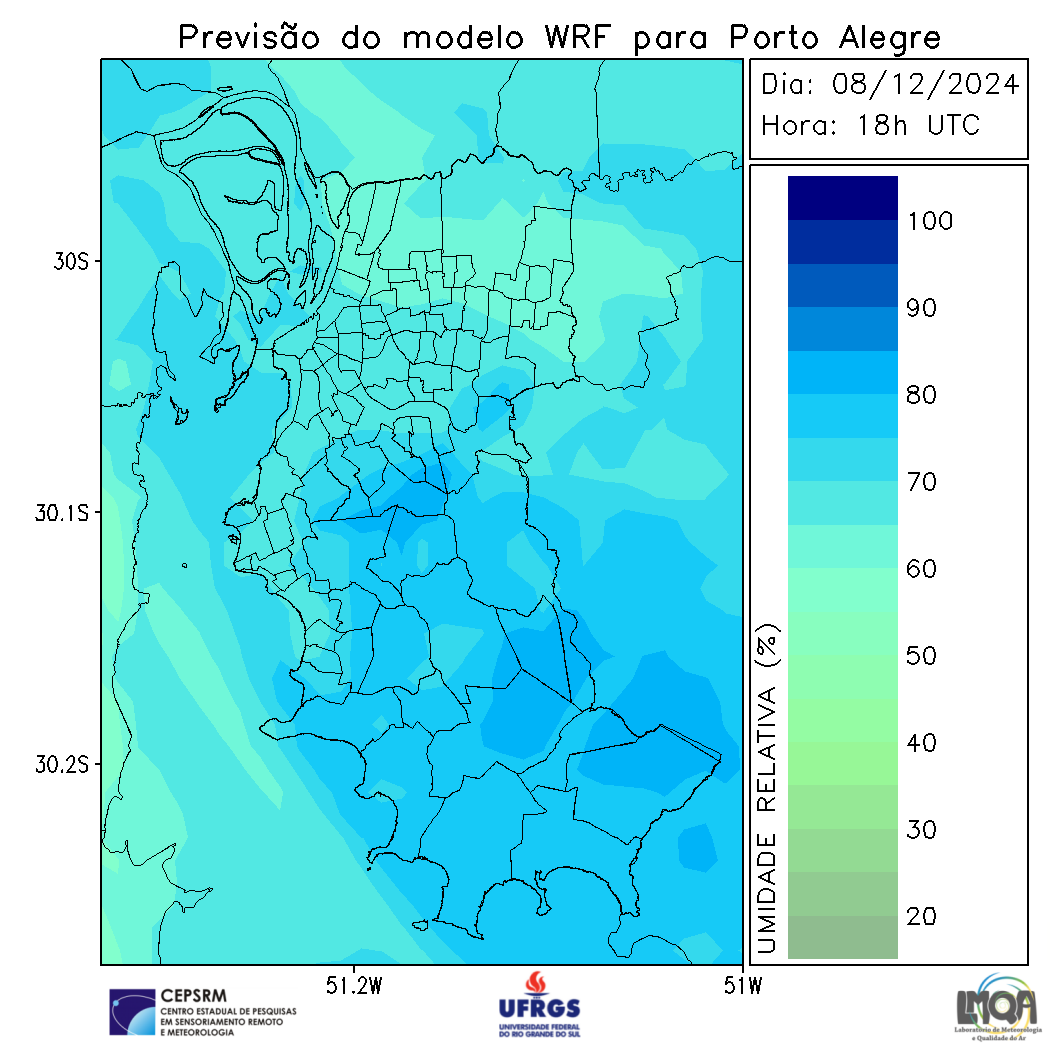 Previsão do modelo WRF para Porto Alegre
Dia: 08/12/2024
Hora: 18h UTC
30S
30.1S
30.2S
51.2W
51W
100
90
80
70
60
50
40
30
20
UMIDADE RELATIVA (%)
CEPSRM
CENTRO ESTADUAL DE PESQUISAS
EM SENSORIAMENTO REMOTO
E METEOROLOGIA
UFRGS
UNIVERSIDADE FEDERAL
DO RIO GRANDE DO SUL
LMQA
Laboratório de Meteorologia
e Qualidade do Ar